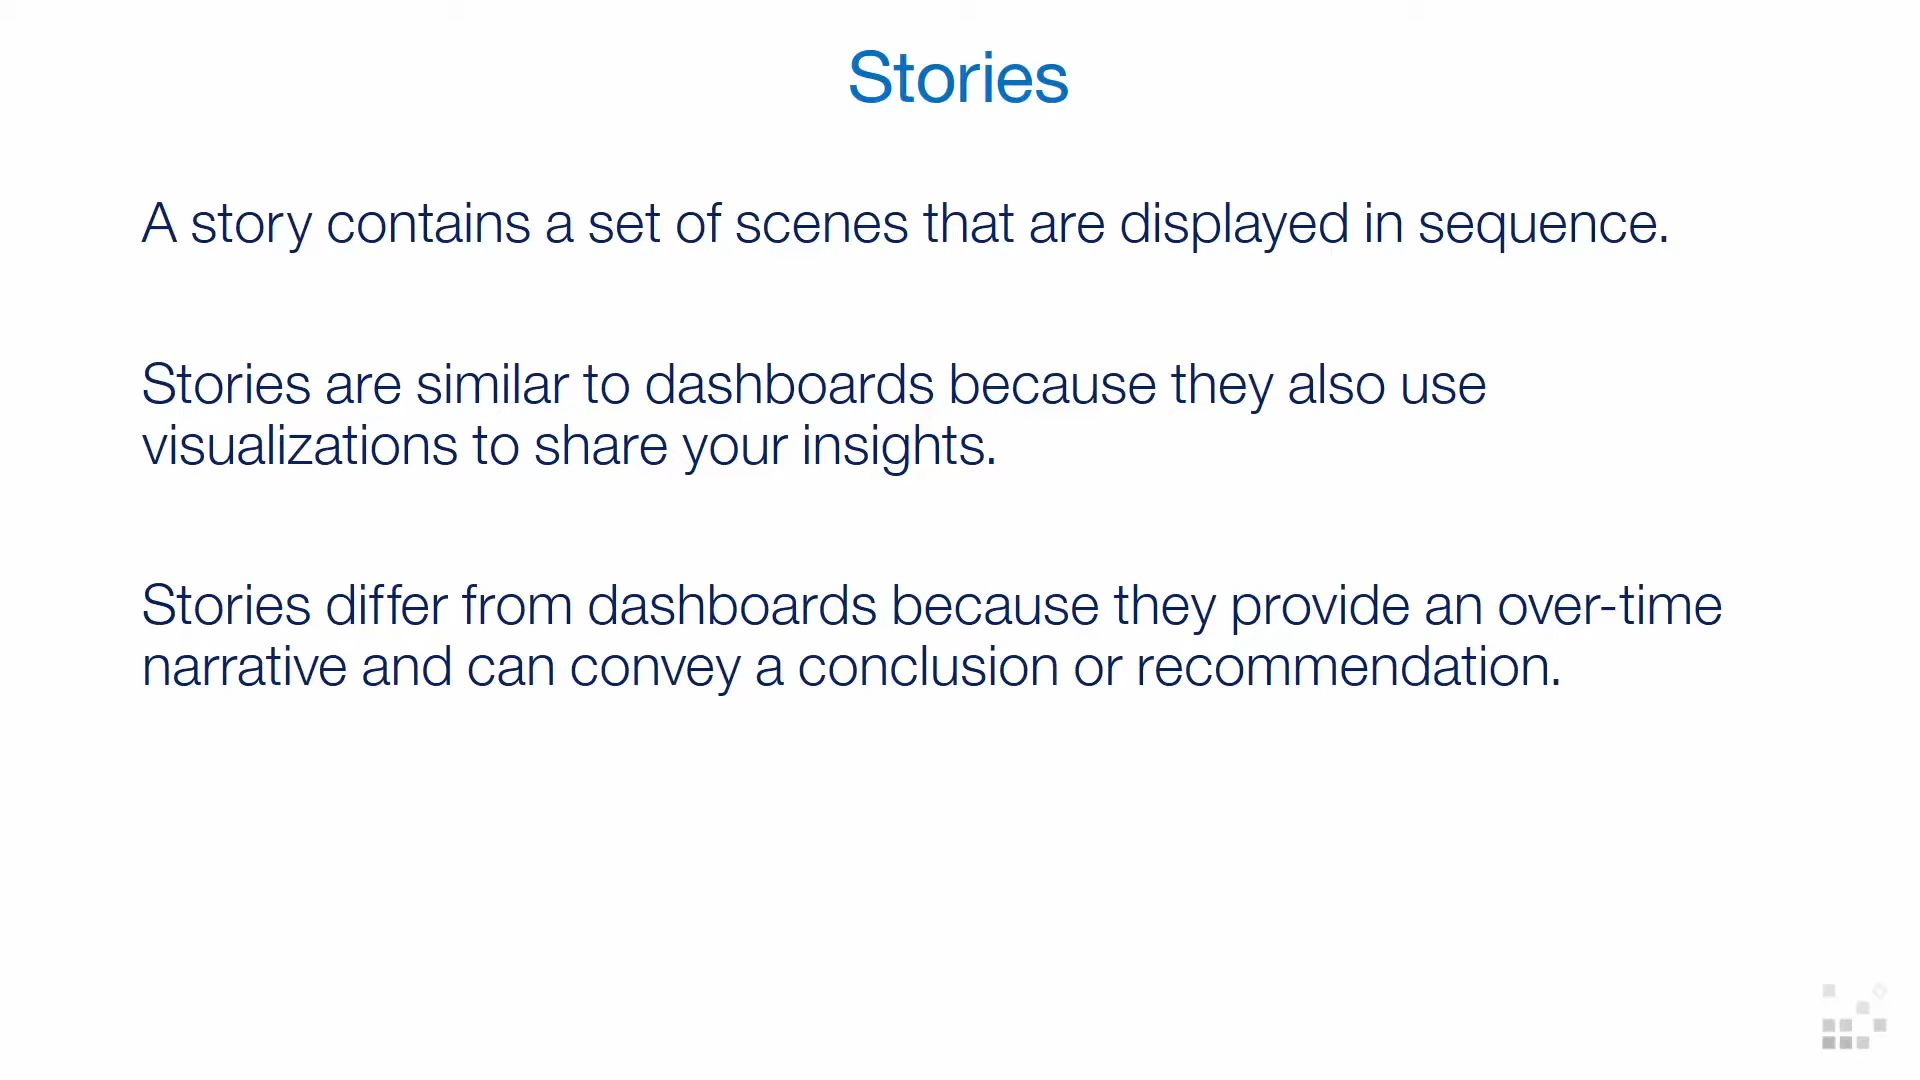 Stories
A story contains a set of scenes that are displayed in sequence.
Stories are similar to dashboards because they also use
visualizations to share your insights.
Stories differ from dashboards because they provide an over-time
narrative and can convey a conclusion or recommendation.